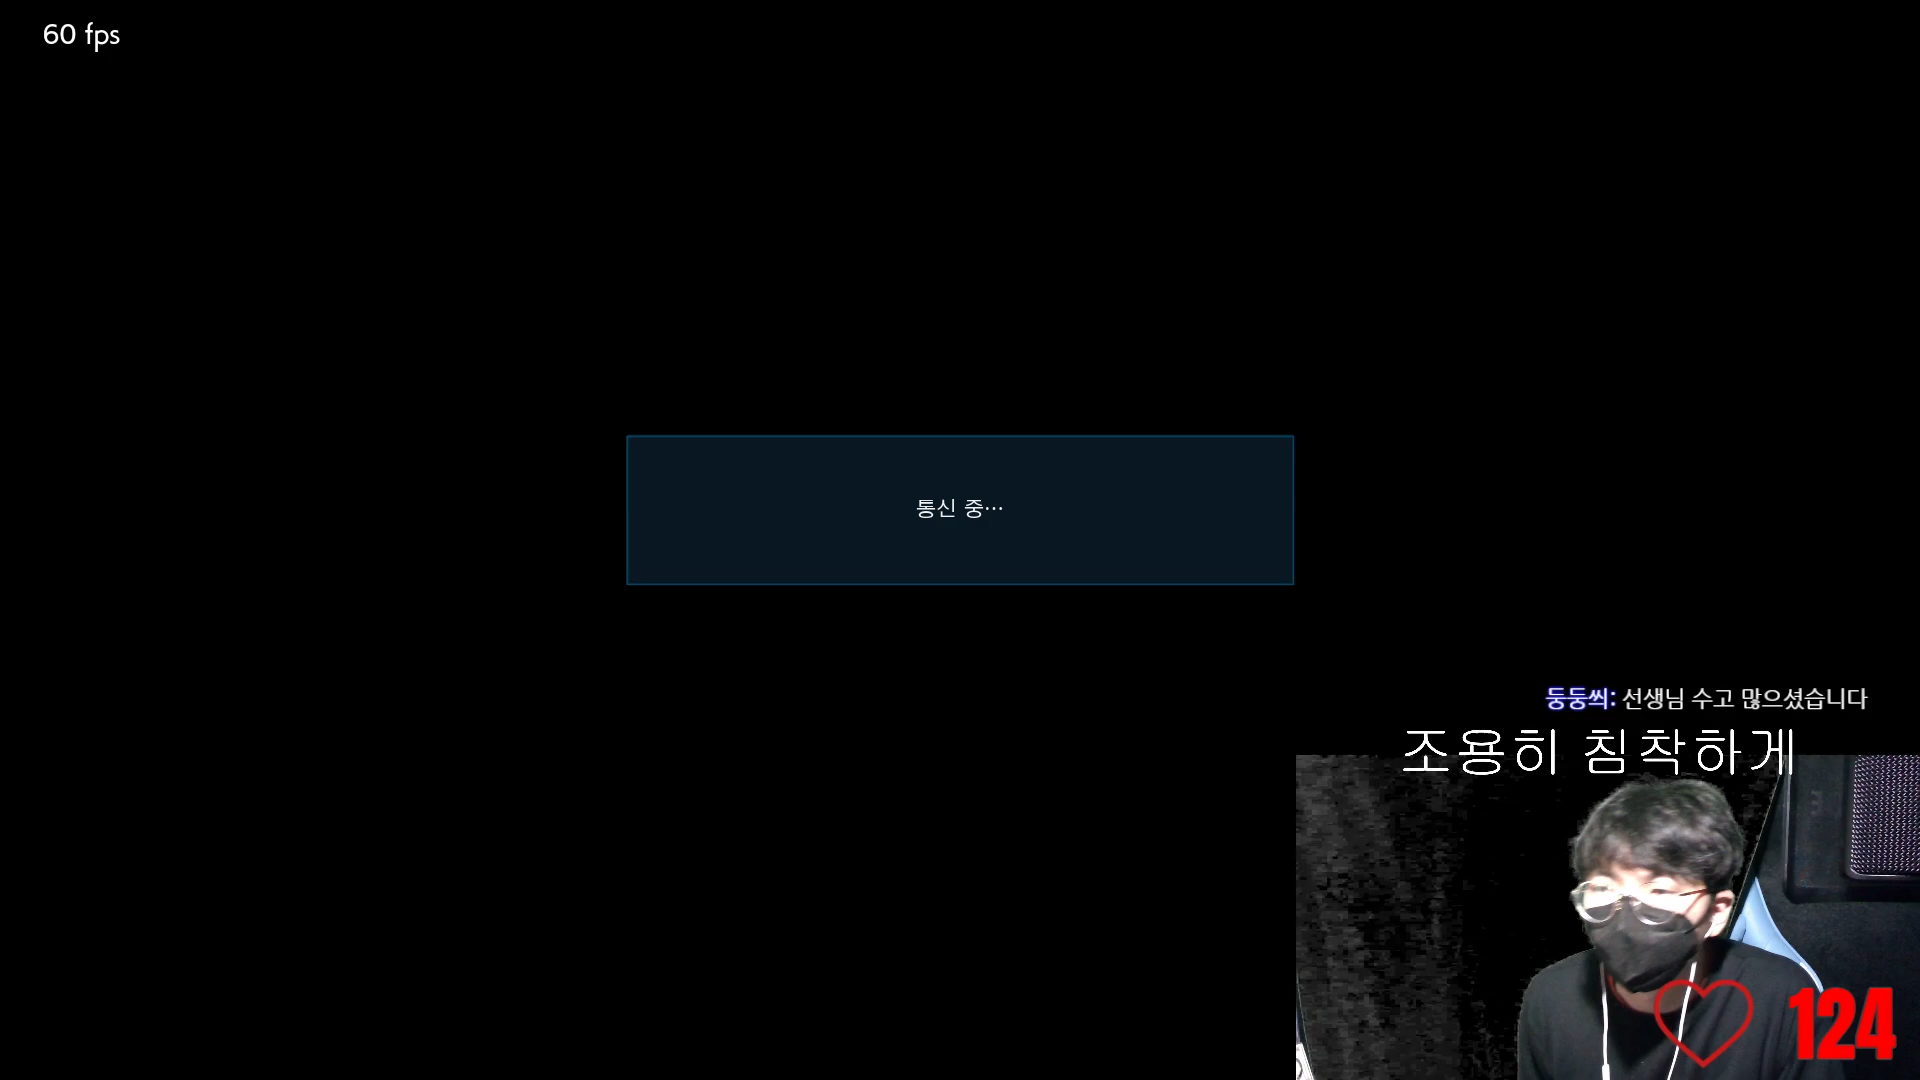 60 fps
통신 중…
둥둥씌: 선생님 수고 많으셨습니다
조용히 침착하게
124